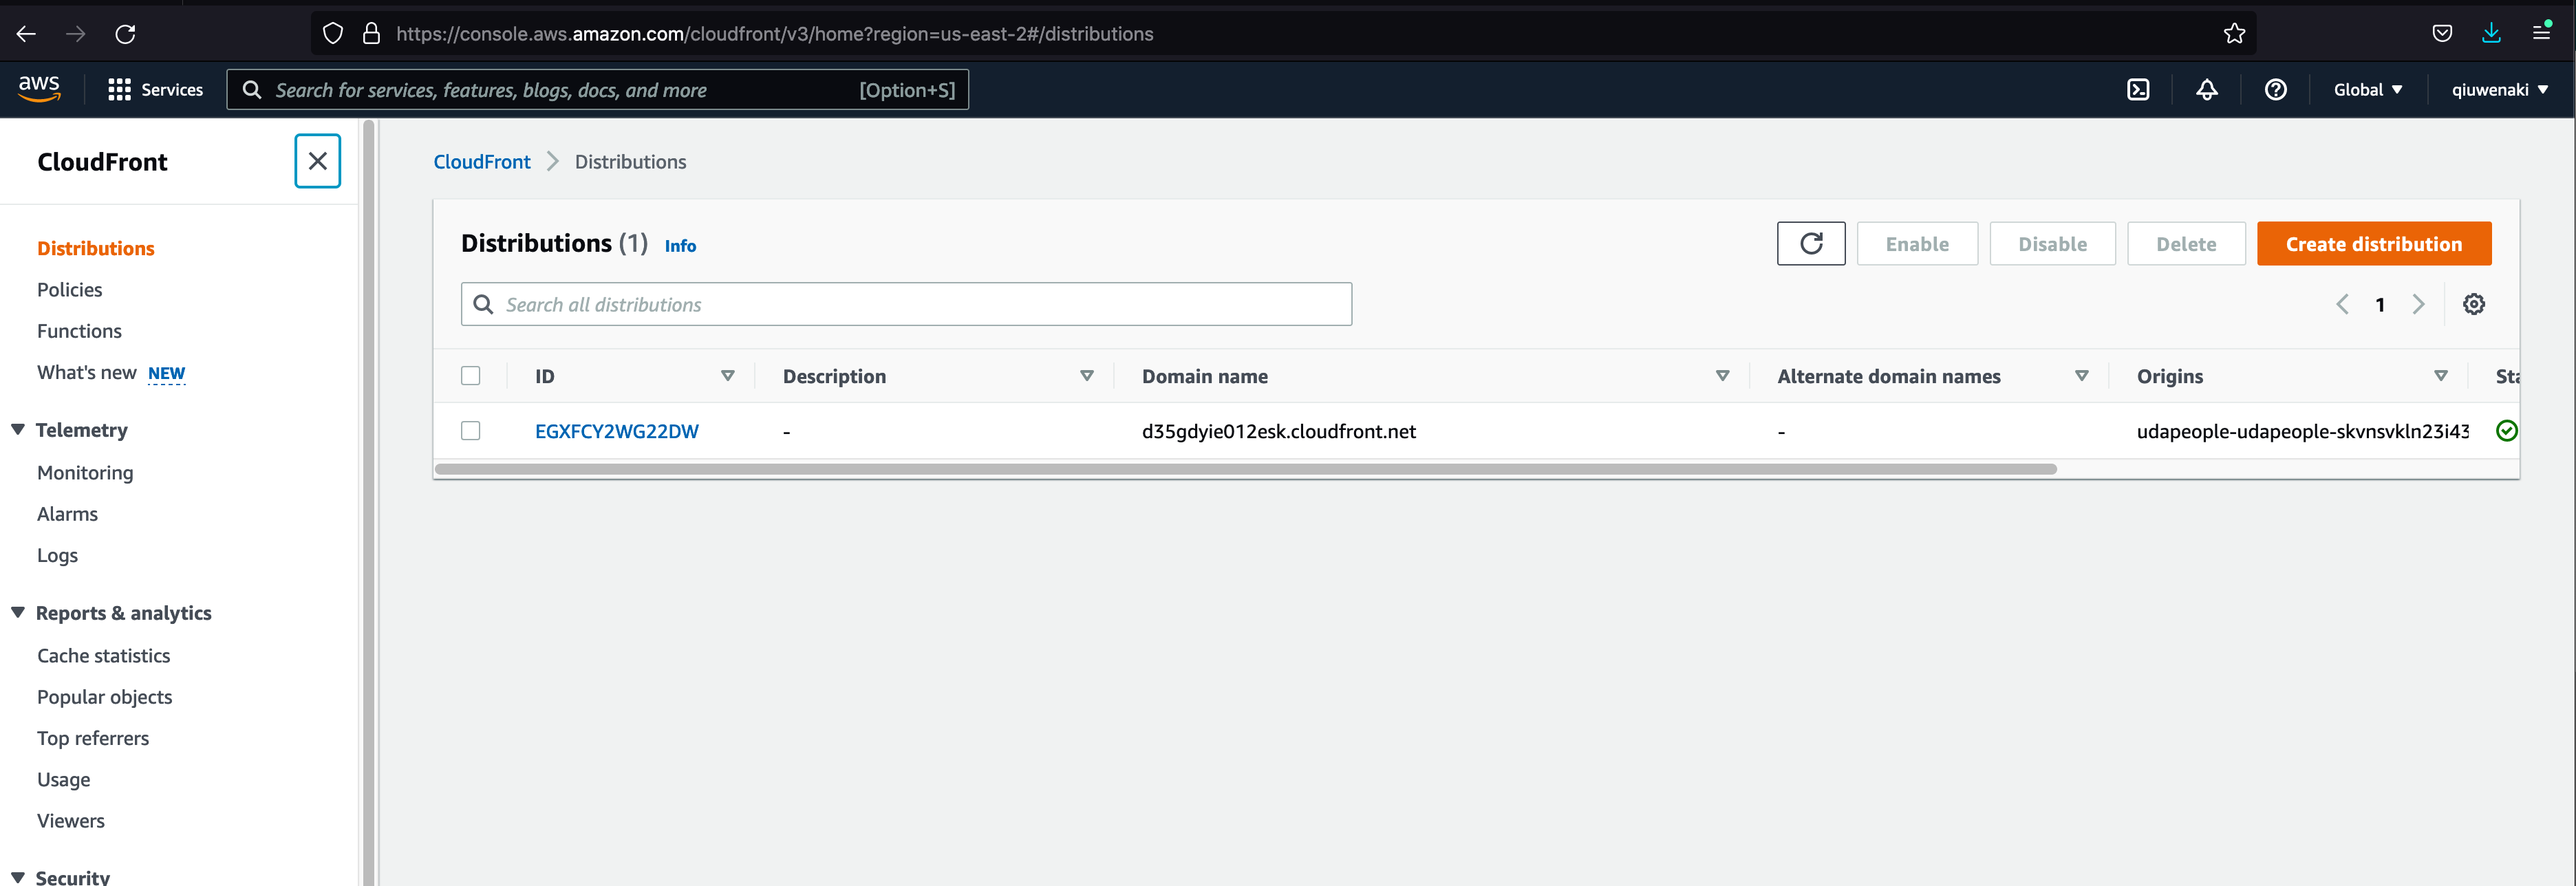 https://console.aws.amazon.com/cloudfront/v3/home?region=us-east-2#/distributions
aws
Services
Search for services, features, blogs, docs, and more
[Option+S]
Global
qiuwenaki
CloudFront
Distributions
Policies
Functions
What's new NEW
Telemetry
Monitoring
Alarms
Logs
Reports & analytics
Cache statistics
Popular objects
Top referrers
Usage
Viewers
Security
CloudFront > Distributions
Distributions (1) Info
Enable
Disable
Delete
Create distribution
Search all distributions
1
ID Description Domain name Alternate domain names Origins Sta
EGXFCY2WG22DW - d35gdyie012esk.cloudfront.net - udapeople-udapeople-skvnsvkln23i43